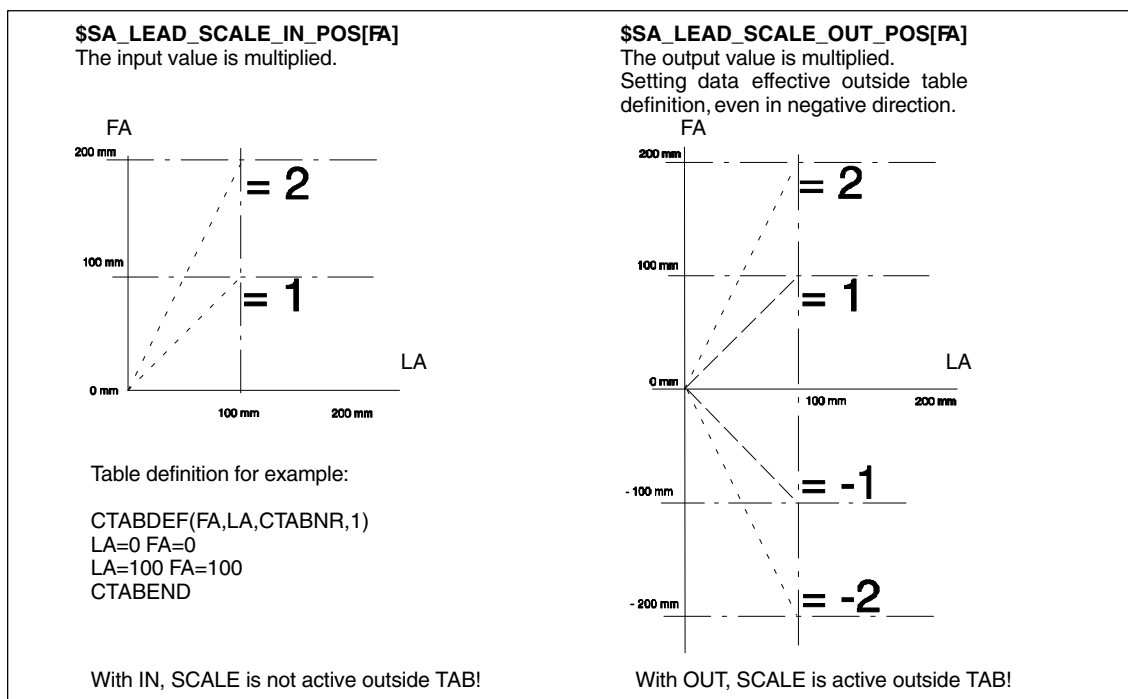 $SA_LEAD_SCALE_IN_POS[FA]
The input value is multiplied.
FA
200 mm
= 2
100 mm
= 1
LA
0 mm
100 mm
200 mm
Table definition for example:
CTABDEF(FA,LA,CTABNR,1)
LA=0 FA=0
LA=100 FA=100
CTABEND
With IN, SCALE is not active outside TAB!
$SA_LEAD_SCALE_OUT_POS[FA]
The output value is multiplied.
Setting data effective outside table
definition, even in negative direction.
FA
200 mm
= 2
100 mm
= 1
LA
0 mm
100 mm
200 mm
= -1
- 100 mm
= -2
- 200 mm
With OUT, SCALE is active outside TAB!